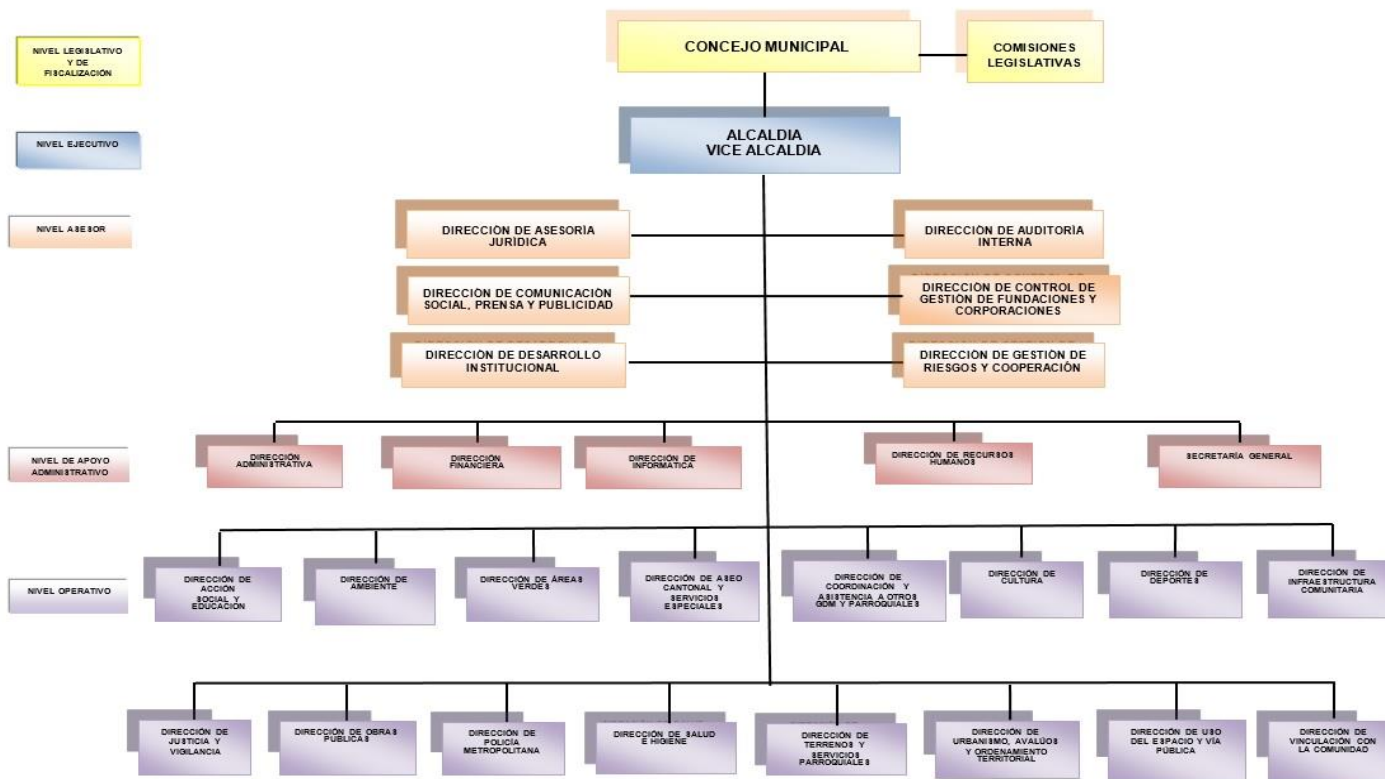 CONCEJO MUNICIPAL
COMISIONES
LEGISLATIVAS
NIVEL LEGISLATIVO
Y DE
FISCALIZACIÓN
ALCALDIA
VICE ALCALDIA
NIVEL EJECUTIVO
NIVEL ASESOR
DIRECCIÓN DE ASESORÌA
JURÍDICA
DIRECCIÓN DE AUDITORÍA
INTERNA
DIRECCIÓN DE COMUNICACIÓN
SOCIAL, PRENSA Y PUBLICIDAD
DIRECCIÓN DE CONTROL DE
GESTIÓN DE FUNDACIONES Y
CORPORACIONES
DIRECCIÓN DE DESARROLLO
INSTITUCIONAL
DIRECCIÓN DE GESTIÓN DE
RIESGOS Y COOPERACIÓN
NIVEL DE APOYO
ADMINISTRATIVO
DIRECCIÓN
ADMINISTRATIVA
DIRECCIÓN
FINANCIERA
DIRECCIÓN DE
INFORMÁTICA
DIRECCIÓN DE RECURSOS
HUMANOS
SECRETARÍA GENERAL
NIVEL OPERATIVO
DIRECCIÓN DE
ACCIÓN
SOCIAL Y
EDUCACIÓN
DIRECCIÓN DE
AMBIENTE
DIRECCIÓN DE ÁREAS
VERDES
DIRECCIÓN DE ASEO
CANTONAL Y
SERVICIOS
ESPECIALES
DIRECCIÓN DE
COORDINACIÓN Y
ASISTENCIA A OTROS
GDM Y PARROQUIALES
DIRECCIÓN DE
CULTURA
DIRECCIÓN DE
DEPORTES
DIRECCIÓN DE
INFRAESTRUCTURA
COMUNITARIA
DIRECCIÓN DE
JUSTICIA Y
VIGILANCIA
DIRECCIÓN DE OBRAS
PÚBLICAS
DIRECCIÓN DE
POLICÍA
METROPOLITANA
DIRECCIÓN DE SALUD
E HIGIENE
DIRECCIÓN DE
TERRENOS Y
SERVICIOS
PARROQUIALES
DIRECCIÓN DE
URBANISMO, AVALÚOS
Y ORDENAMIENTO
TERRITORIAL
DIRECCIÓN DE USO
DEL ESPACIO Y VÍA
PÚBLICA
DIRECCIÓN DE
VINCULACIÓN CON
LA COMUNIDAD